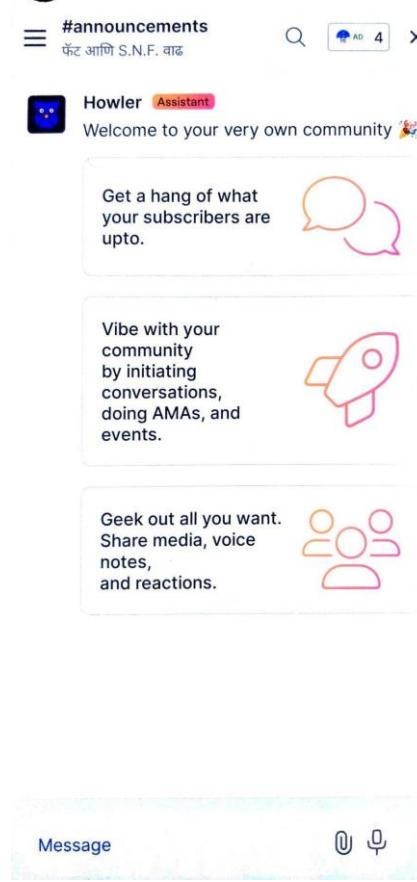 #announcements
फॅट आणि S.N.F. वाढ
AD 4
Howler Assistant
Welcome to your very own community 🎉
Get a hang of what
your subscribers are
upto.
Vibe with your
community
by initiating
conversations,
doing AMAs, and
events.
Geek out all you want.
Share media, voice
notes,
and reactions.
Message